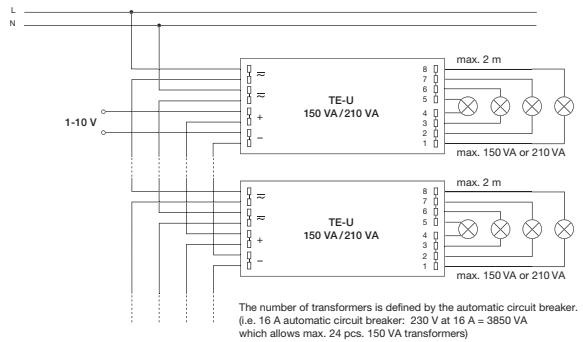 L
N
max. 2 m
≂
≂
+
−
1-10 V
TE-U
150 VA/210 VA
8
7
6
5
4
3
2
1
max. 150 VA or 210 VA
max. 2 m
≂
≂
+
−
TE-U
150 VA/210 VA
8
7
6
5
4
3
2
1
max. 150 VA or 210 VA
The number of transformers is defined by the automatic circuit breaker.
(i.e. 16 A automatic circuit breaker: 230 V at 16 A = 3850 VA
which allows max. 24 pcs. 150 VA transformers)